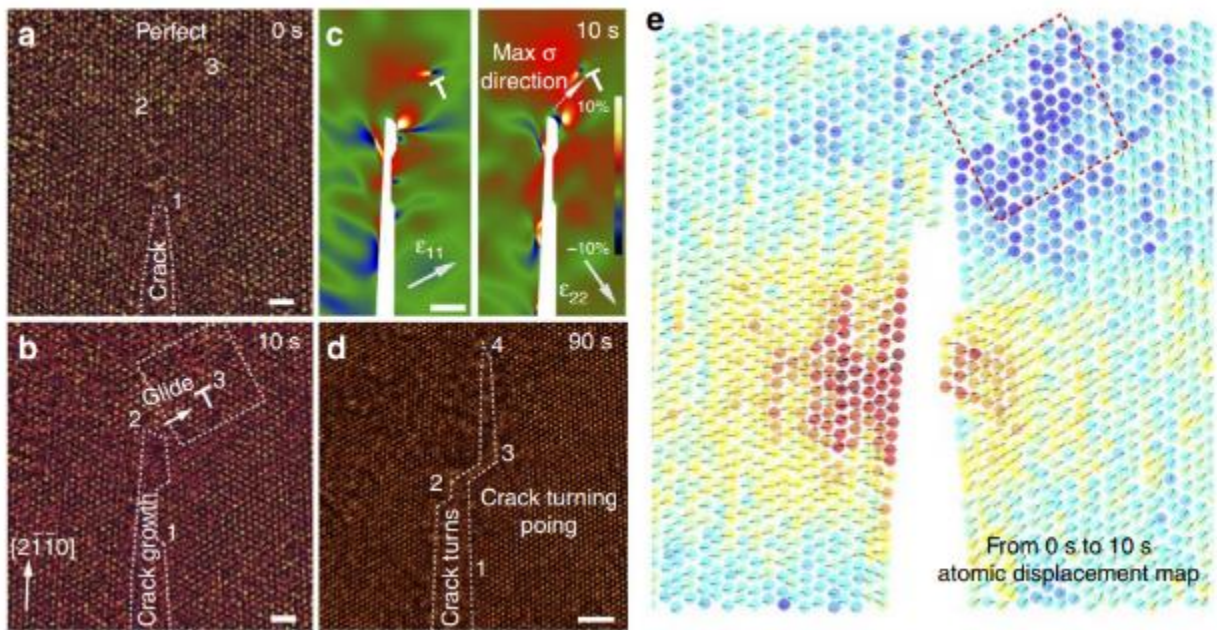 a
Perfect
0 s
3
2
1
Crack
c
10 s
Max σ
direction
10%
−10%
ε11
ε22
b
10 s
Glide
3
2
1
Crack growth
[2110]
d
90 s
4
3
2
Crack turning
poing
1
Crack turns
e
From 0 s to 10 s
atomic displacement map